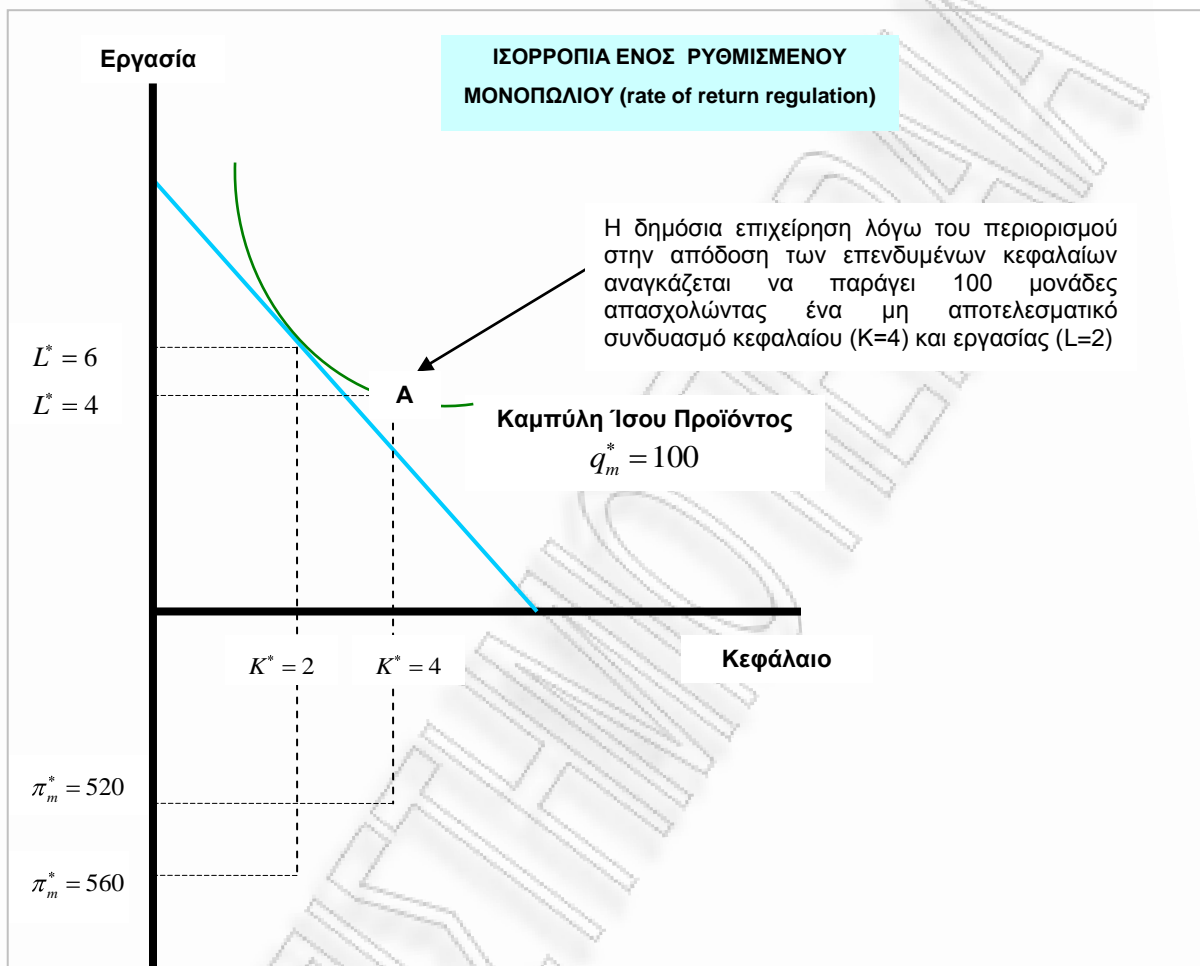 Εργασία
ΙΣΟΡΡΟΠΙΑ ΕΝΟΣ ΡΥΘΜΙΣΜΕΝΟΥ
ΜΟΝΟΠΩΛΙΟΥ (rate of return regulation)
Η δημόσια επιχείρηση λόγω του περιορισμού
στην απόδοση των επενδυμένων κεφαλαίων
αναγκάζεται να παράγει 100 μονάδες
απασχολώντας ένα μη αποτελεσματικό
συνδυασμό κεφαλαίου (Κ=4) και εργασίας (L=2)
L* = 6
L* = 4
A
Καμπύλη Ίσου Προϊόντος
q*m = 100
K* = 2
K* = 4
Κεφάλαιο
π*m = 520
π*m = 560